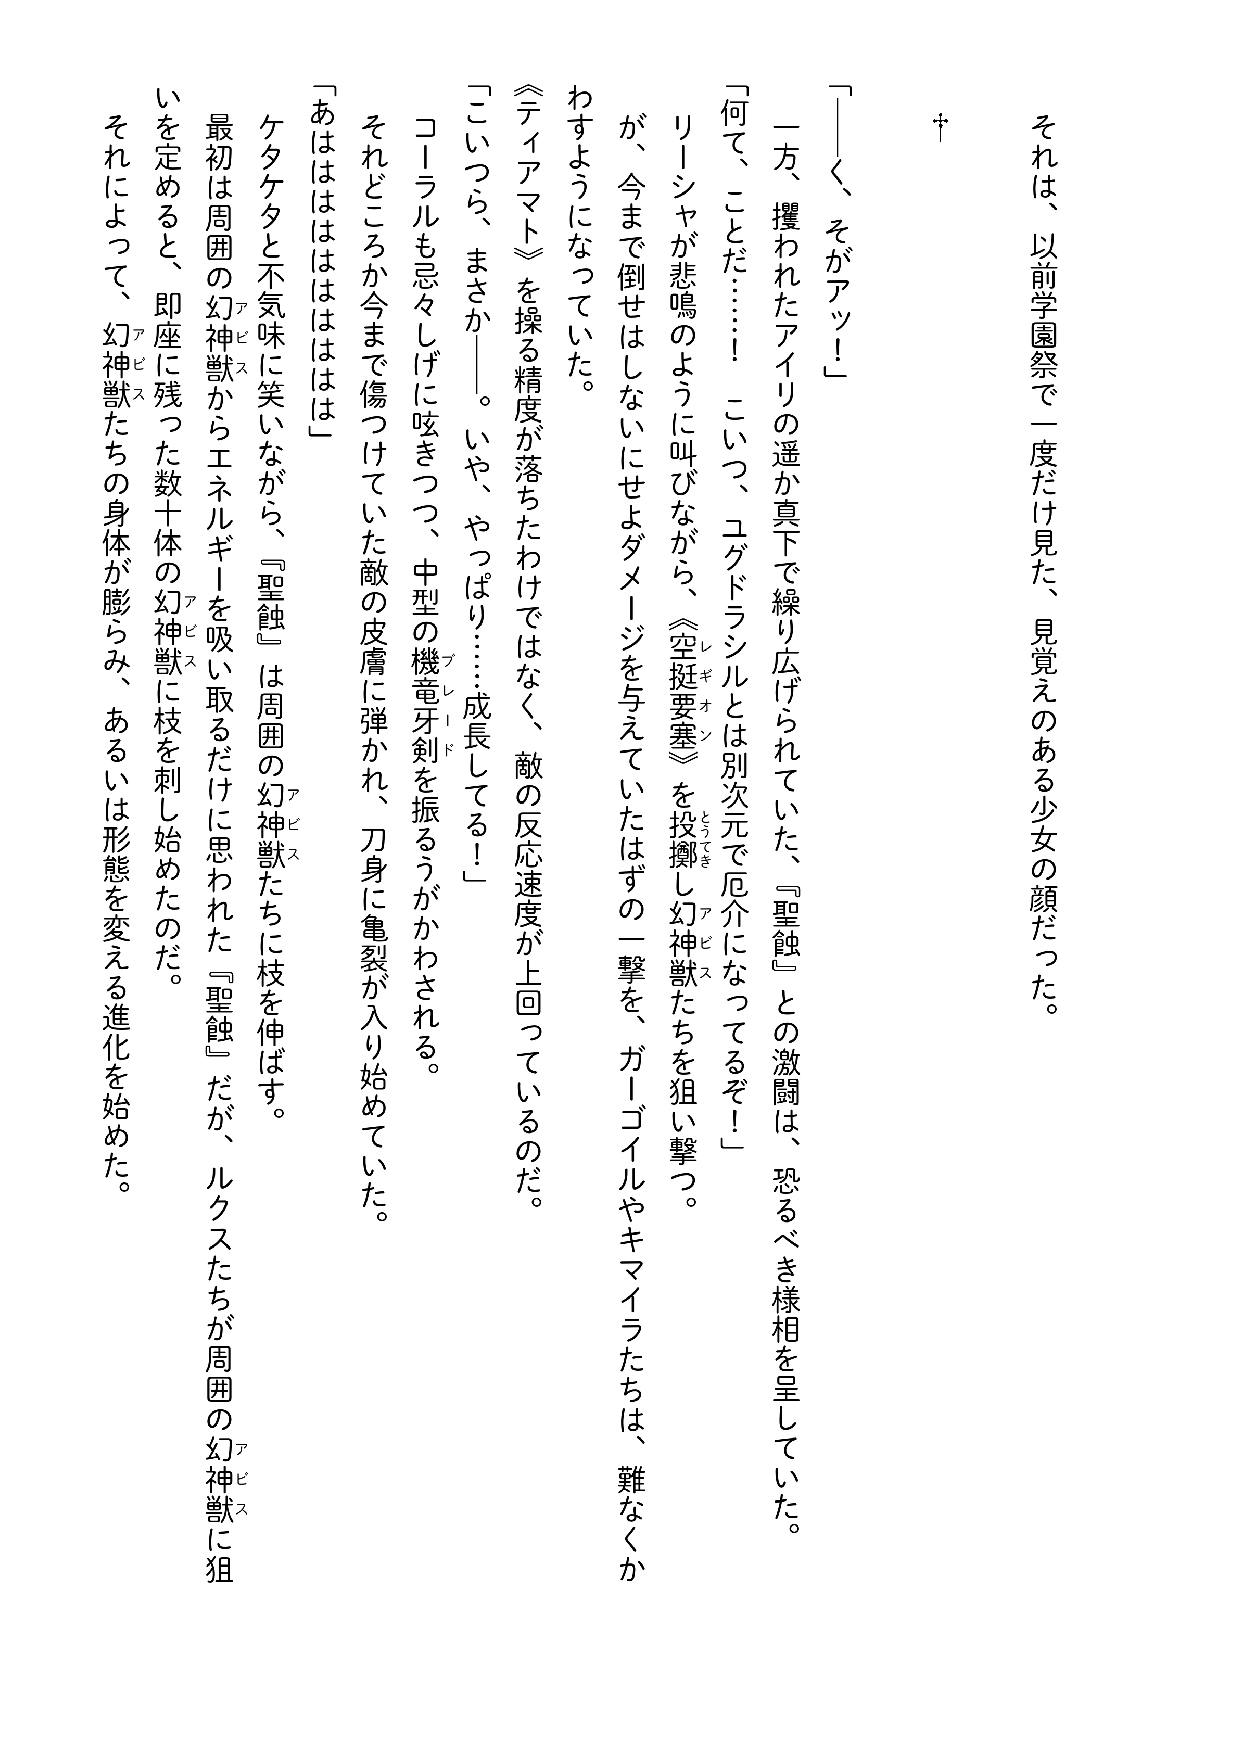 それは、以前学園祭で一度だけ見た、見覚えのある少女の顔だった。
†
「――く、そがアッ！」
一方、攫われたアイリの遥か真下で繰り広げられていた、『聖蝕』との激闘は、恐るべき様相を呈していた。
「何て、ことだ……！　こいつ、ユグドラシルとは別次元で厄介になってるぞ！」
リーシャが悲鳴のように叫びながら、《空挺要塞》を投擲し幻神獣たちを狙い撃つ。
レギオン
とうてき
アビス
が、今まで倒せはしないにせよダメージを与えていたはずの一撃を、ガーゴイルやキマイラたちは、難なくか
わすようになっていた。
《ティアマト》を操る精度が落ちたわけではなく、敵の反応速度が上回っているのだ。
「こいつら、まさか――。いや、やっぱり……成長してる！」
コーラルも忌々しげに呟きつつ、中型の機竜牙剣を振るうがかわされる。
ブレード
それどころか今まで傷つけていた敵の皮膚に弾かれ、刀身に亀裂が入り始めていた。
「あはははははははははは」
ケタケタと不気味に笑いながら、『聖蝕』は周囲の幻神獣たちに枝を伸ばす。
アビス
最初は周囲の幻神獣からエネルギーを吸い取るだけに思われた『聖蝕』だが、ルクスたちが周囲の幻神獣に狙
アビス
アビス
いを定めると、即座に残った数十体の幻神獣に枝を刺し始めたのだ。
アビス
それによって、幻神獣たちの身体が膨らみ、あるいは形態を変える進化を始めた。
アビス